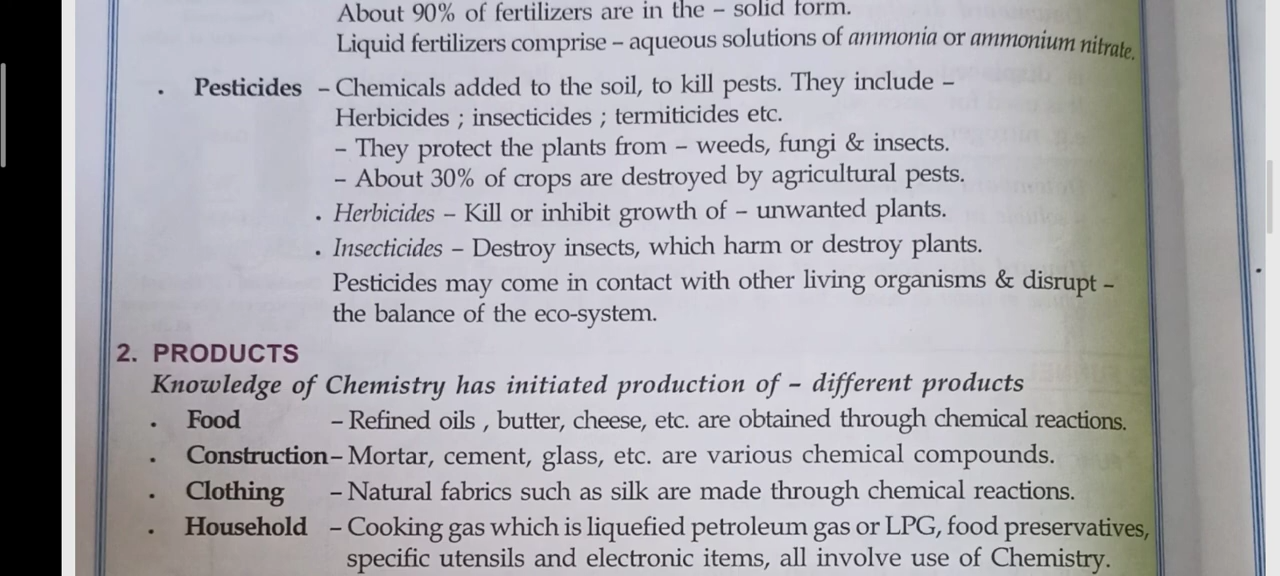 About 90% of fertilizers are in the – solid form.
Liquid fertilizers comprise – aqueous solutions of ammonia or ammonium nitrate.
. Pesticides – Chemicals added to the soil, to kill pests. They include –
Herbicides ; insecticides ; termiticides etc.
– They protect the plants from – weeds, fungi & insects.
– About 30% of crops are destroyed by agricultural pests.
. Herbicides – Kill or inhibit growth of – unwanted plants.
. Insecticides – Destroy insects, which harm or destroy plants.
Pesticides may come in contact with other living organisms & disrupt –
the balance of the eco-system.
2. PRODUCTS
Knowledge of Chemistry has initiated production of – different products
. Food – Refined oils , butter, cheese, etc. are obtained through chemical reactions.
. Construction – Mortar, cement, glass, etc. are various chemical compounds.
. Clothing – Natural fabrics such as silk are made through chemical reactions.
. Household – Cooking gas which is liquefied petroleum gas or LPG, food preservatives,
specific utensils and electronic items, all involve use of Chemistry.